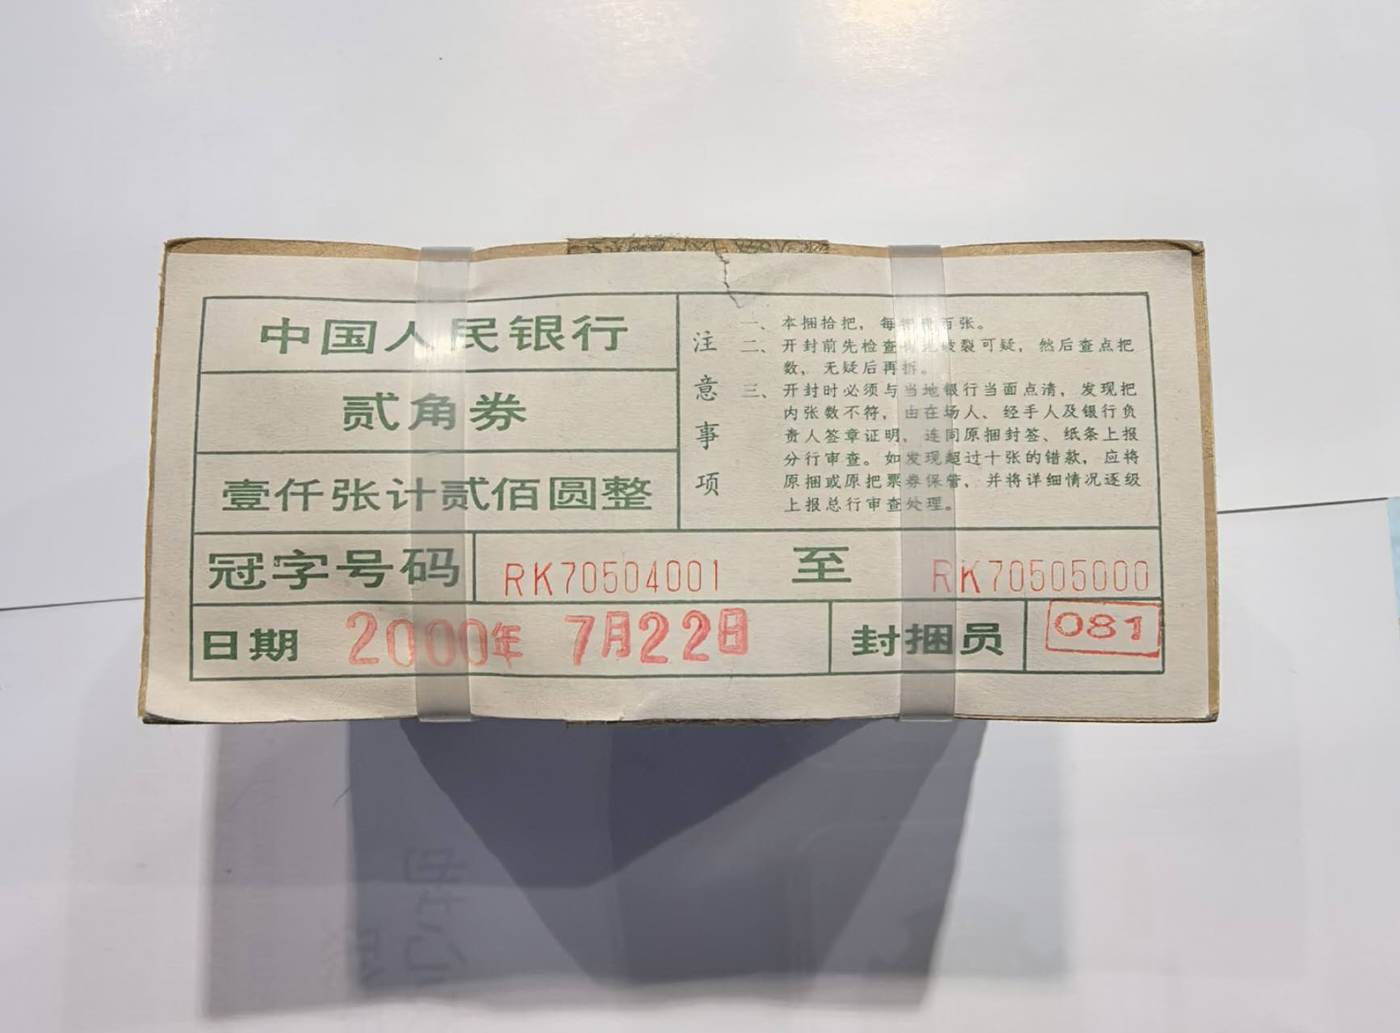 中国人民银行
贰角券
壹仟张计贰佰圆整
注意事项
一、本捆拾把，每把壹百张。
二、开封前先检查有无破裂可疑，然后查点把
数，无疑后再拆。
三、开封时必须与当地银行当面点清，发现把
内张数不符，由在场人、经手人及银行负
责人签章证明，连同原捆封签、纸条上报
分行审查。如发现超过十张的错款，应将
原捆或原把票券保管，并将详细情况逐级
上报总行审查处理。
冠字号码 RK70504001 至 RK70505000
日期 2000年 7月22日 封捆员 081